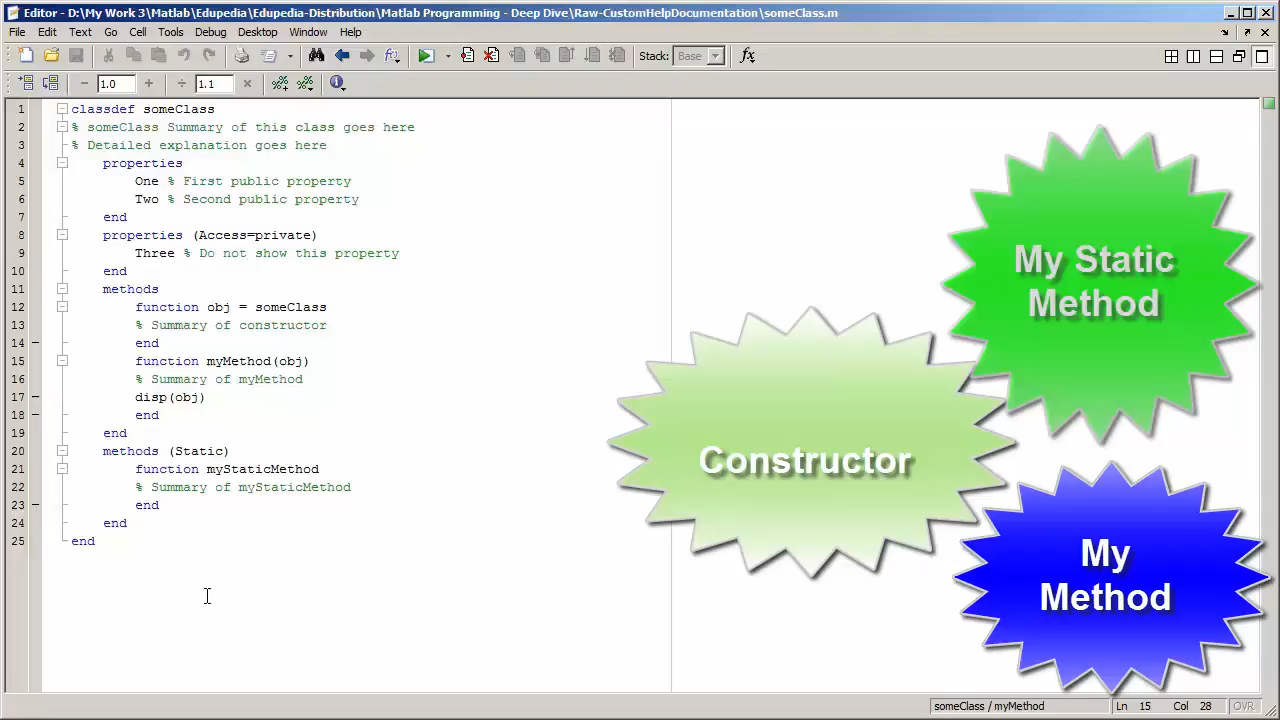 Editor - D:\My Work 3\Matlab\Edupedia\Edupedia-Distribution\Matlab Programming - Deep Dive\Raw-CustomHelpDocumentation\someClass.m
File Edit Text Go Cell Tools Debug Desktop Window Help
Stack: Base fx
− 1.0 + ÷ 1.1 ×
1 classdef someClass
2 % someClass Summary of this class goes here
3 % Detailed explanation goes here
4 properties
5 One % First public property
6 Two % Second public property
7 end
8 properties (Access=private)
9 Three % Do not show this property
10 end
11 methods
12 function obj = someClass
13 % Summary of constructor
14 end
15 function myMethod(obj)
16 % Summary of myMethod
17 disp(obj)
18 end
19 end
20 methods (Static)
21 function myStaticMethod
22 % Summary of myStaticMethod
23 end
24 end
25 end
My Static
Method
Constructor
My
Method
someClass / myMethod Ln 15 Col 28 OVR